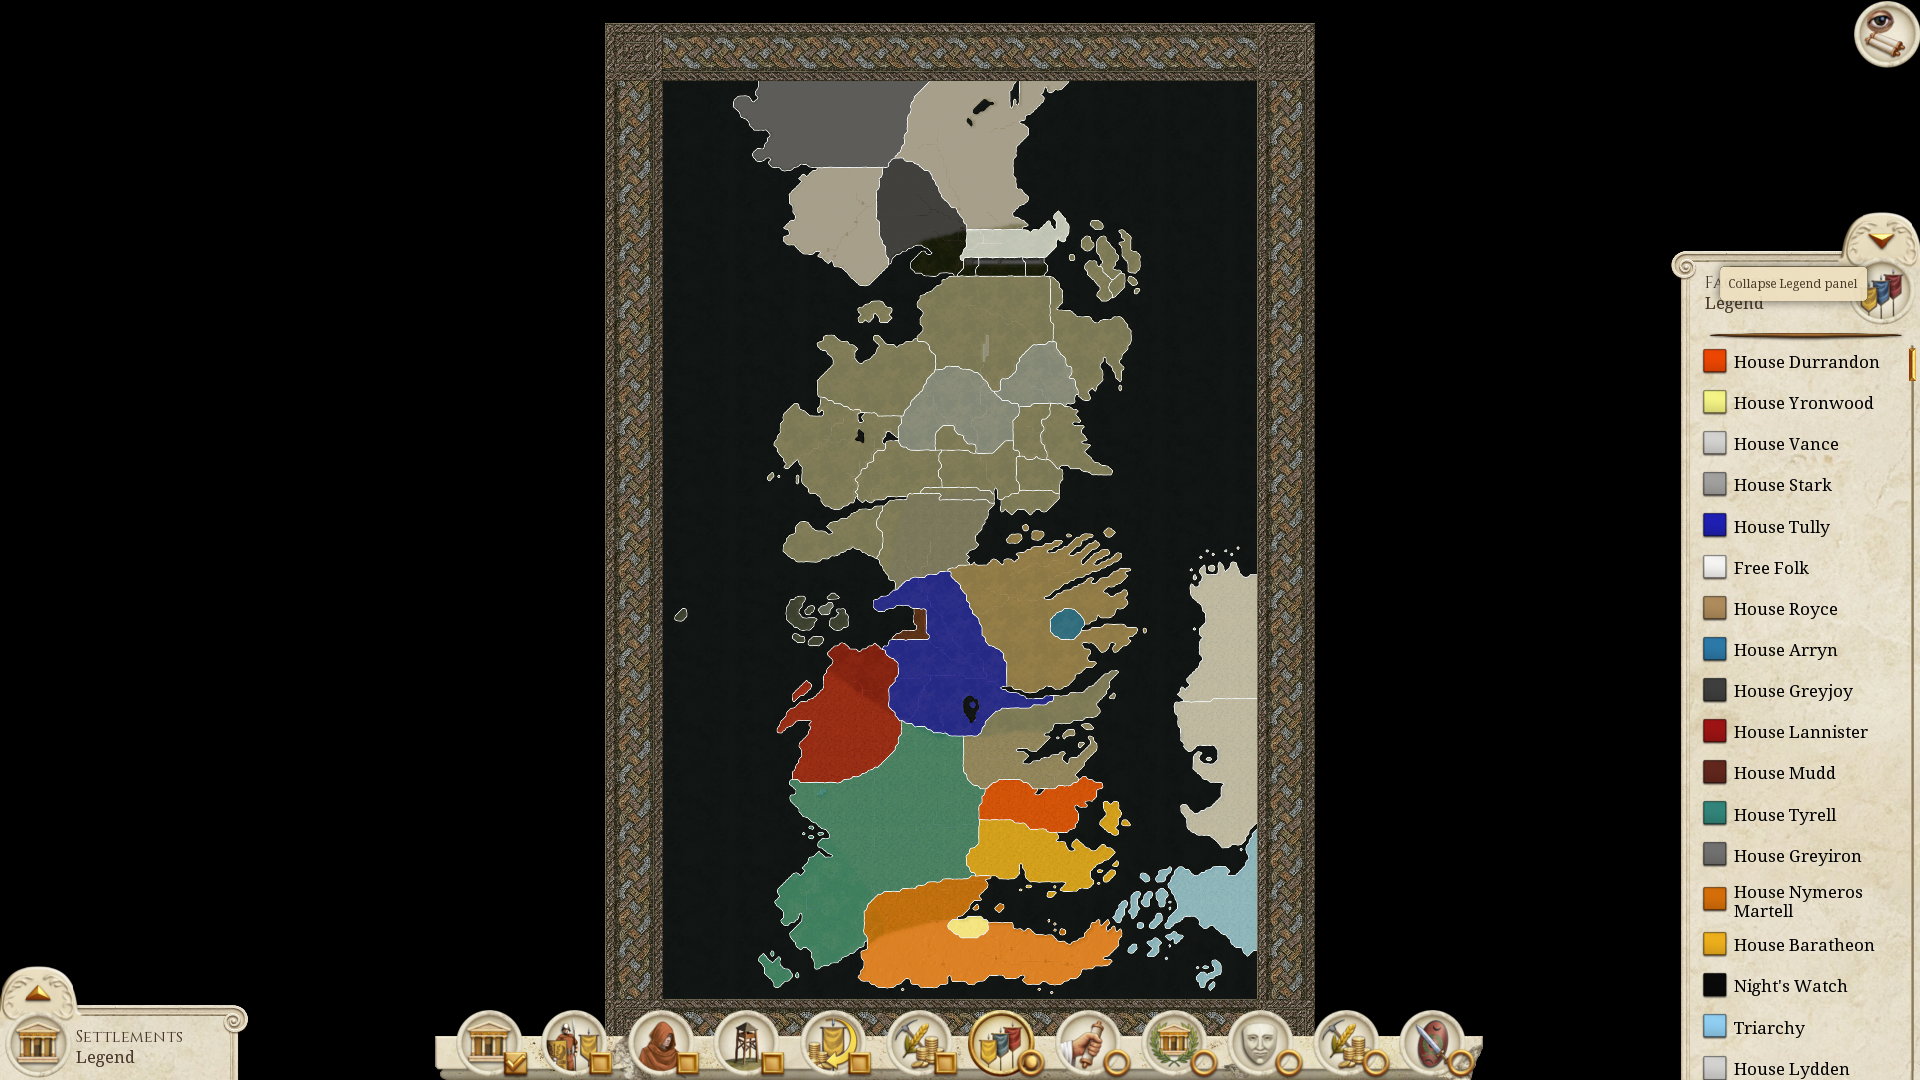 Collapse Legend panel
Legend
House Durrandon
House Yronwood
House Vance
House Stark
House Tully
Free Folk
House Royce
House Arryn
House Greyjoy
House Lannister
House Mudd
House Tyrell
House Greyiron
House Nymeros
Martell
House Baratheon
Night's Watch
Triarchy
House Lydden
SETTLEMENTS
Legend